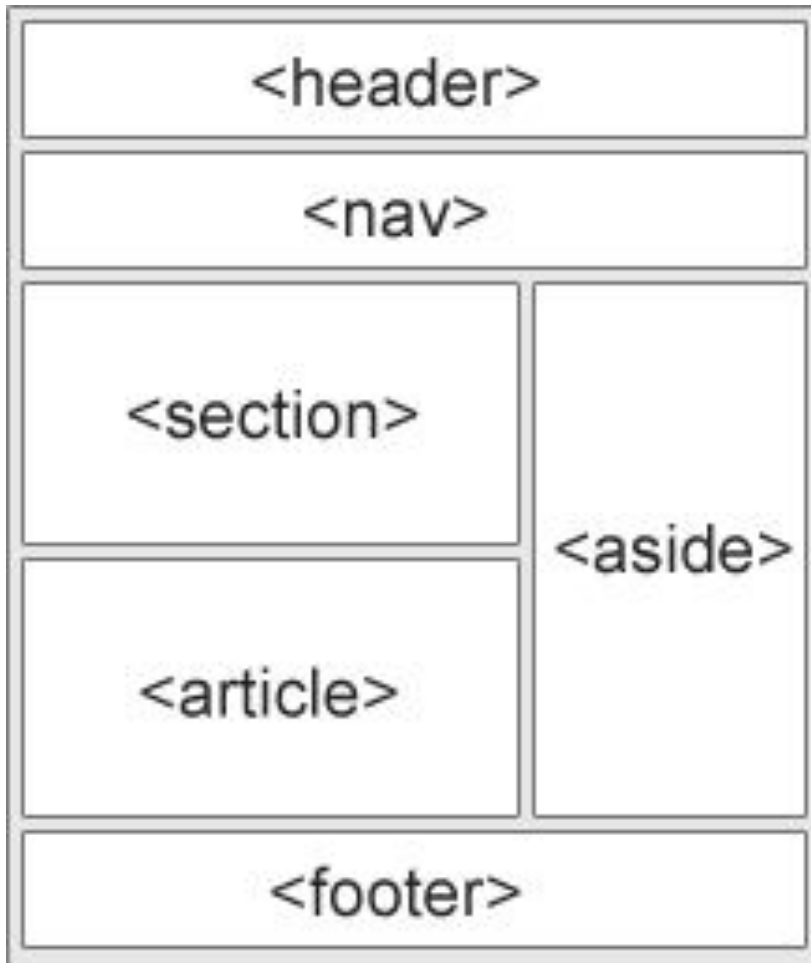 <header>
<nav>
<section>
<aside>
<article>
<footer>